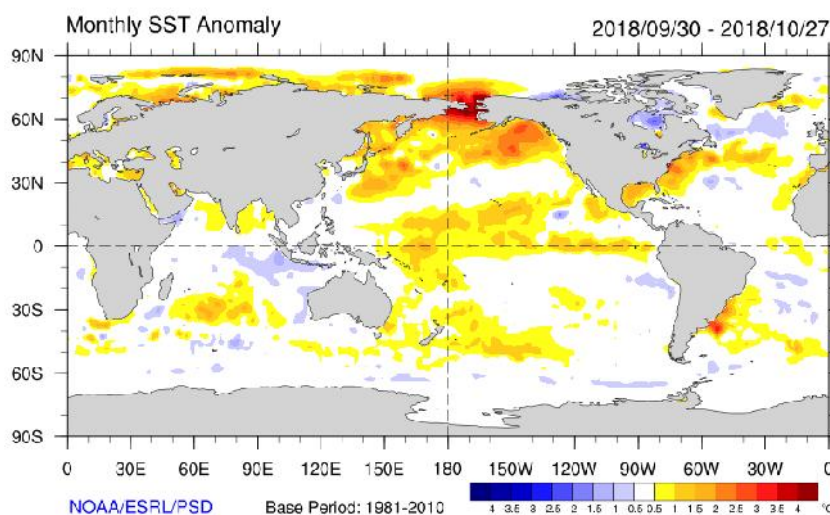 Monthly SST Anomaly 2018/09/30 - 2018/10/27
90N
60N
30N
0
30S
60S
90S
0 30E 60E 90E 120E 150E 180 150W 120W 90W 60W 30W 0
NOAA/ESRL/PSD Base Period: 1981-2010
4 3.5 3 2.5 2 1.5 1 0.5 0.5 1 1.5 2 2.5 3 3.5 4 °C